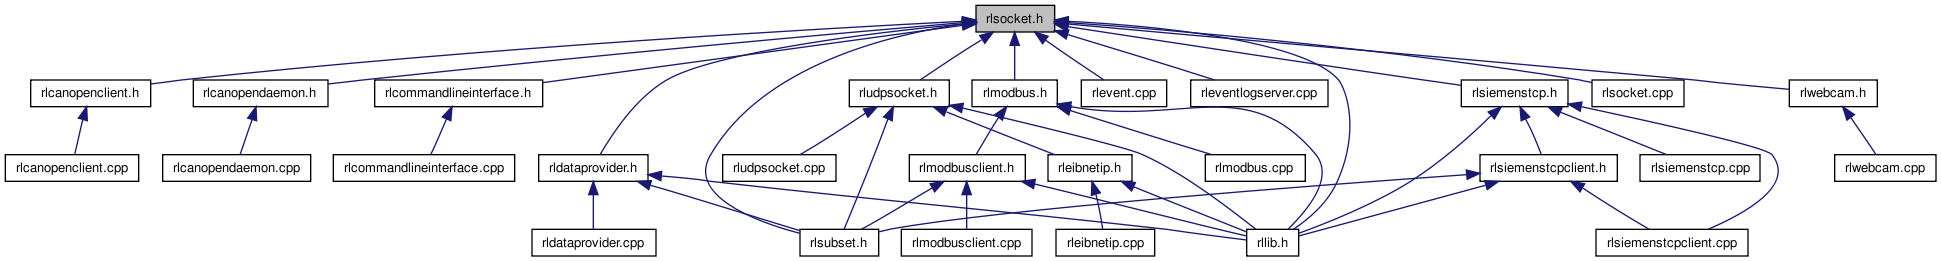 rlsocket.h
rlcanopenclient.h
rlcanopendaemon.h
rlcommandlineinterface.h
rludpsocket.h
rlmodbus.h
rlevent.cpp
rleventlogserver.cpp
rlsiemenstcp.h
rlsocket.cpp
rlwebcam.h
rlcanopenclient.cpp
rlcanopendaemon.cpp
rlcommandlineinterface.cpp
rldataprovider.h
rludpsocket.cpp
rlmodbusclient.h
rleibnetip.h
rlmodbus.cpp
rlsiemenstcpclient.h
rlsiemenstcp.cpp
rlwebcam.cpp
rldataprovider.cpp
rlsubset.h
rlmodbusclient.cpp
rleibnetip.cpp
rllib.h
rlsiemenstcpclient.cpp